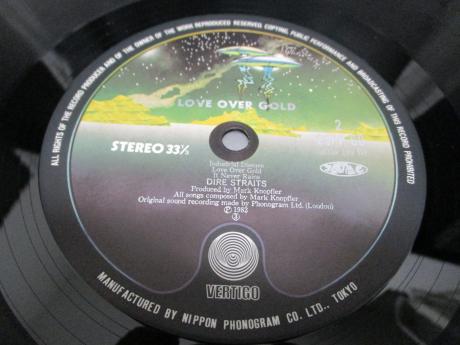 ALL RIGHTS OF THE RECORD PRODUCER AND OF THE OWNER OF THE WORK REPRODUCED RESERVED COPYING PUBLIC PERFORMANCE AND BROADCASTING OF THIS RECORD PROHIBITED
LOVE OVER GOLD
2
STEREO 33⅓
Industrial Disease
Love Over Gold
It Never Rains
DIRE STRAITS
Produced by Mark Knopfler
All songs composed by Mark Knopfler
Original sound recording made by Phonogram Ltd. (London)
Ⓟ 1982
VERTIGO
MANUFACTURED BY NIPPON PHONOGRAM CO. LTD., TOKYO